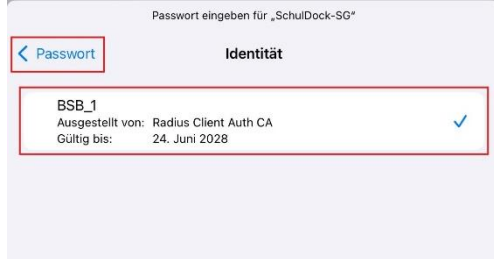 Passwort eingeben für „SchulDock-SG“
Passwort
Identität
BSB_1
Ausgestellt von: Radius Client Auth CA
Gültig bis: 24. Juni 2028